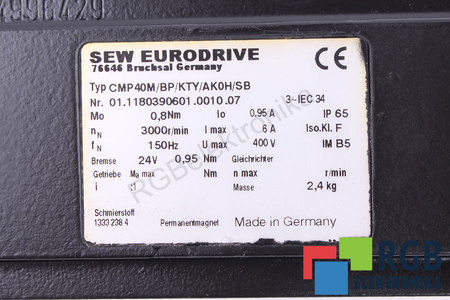 SEW EURODRIVE CE
76646 Bruchsal Germany
Typ CMP40M/BP/KTY/AK0H/SB
Nr. 01.1180390601.0010.07 3~IEC 34
Mo 0,8Nm Io 0.95 A IP 65
nN 3000r/min I max 6 A Iso.Kl. F
fN 150Hz U max 400 V IM B5
Bremse 24V 0,95 Nm Gleichrichter
Getriebe Ma max Nm n max r/min
i :1 Masse 2,4 kg
Schmierstoff
1333 238 4 Permanentmagnet Made in Germany
RGBelektronika
RGB
ELEKTRONIKA